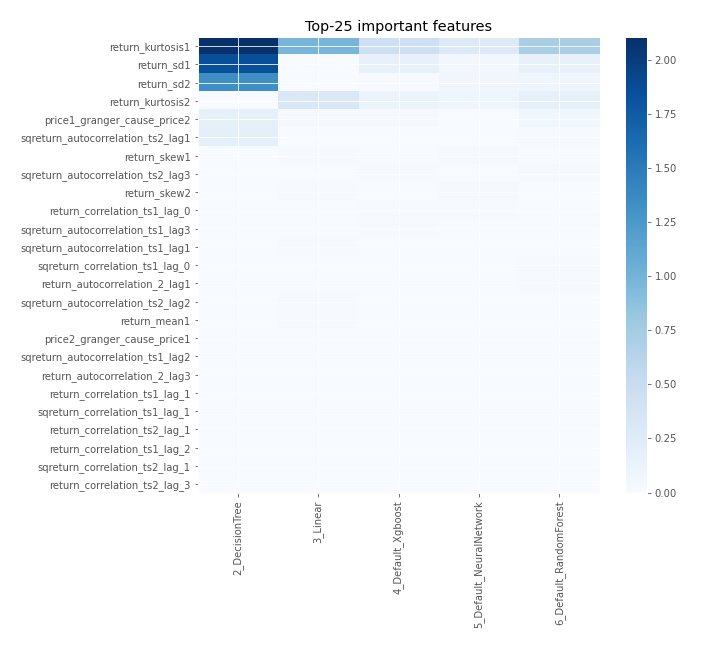 Top-25 important features
return_kurtosis1
return_sd1
return_sd2
return_kurtosis2
price1_granger_cause_price2
sqreturn_autocorrelation_ts2_lag1
return_skew1
sqreturn_autocorrelation_ts2_lag3
return_skew2
return_correlation_ts1_lag_0
sqreturn_autocorrelation_ts1_lag3
sqreturn_autocorrelation_ts1_lag1
sqreturn_correlation_ts1_lag_0
return_autocorrelation_2_lag1
sqreturn_autocorrelation_ts2_lag2
return_mean1
price2_granger_cause_price1
sqreturn_autocorrelation_ts1_lag2
return_autocorrelation_2_lag3
return_correlation_ts1_lag_1
sqreturn_correlation_ts1_lag_1
return_correlation_ts2_lag_1
return_correlation_ts1_lag_2
sqreturn_correlation_ts2_lag_1
return_correlation_ts2_lag_3
2_DecisionTree
3_Linear
4_Default_Xgboost
5_Default_NeuralNetwork
6_Default_RandomForest
2.00
1.75
1.50
1.25
1.00
0.75
0.50
0.25
0.00